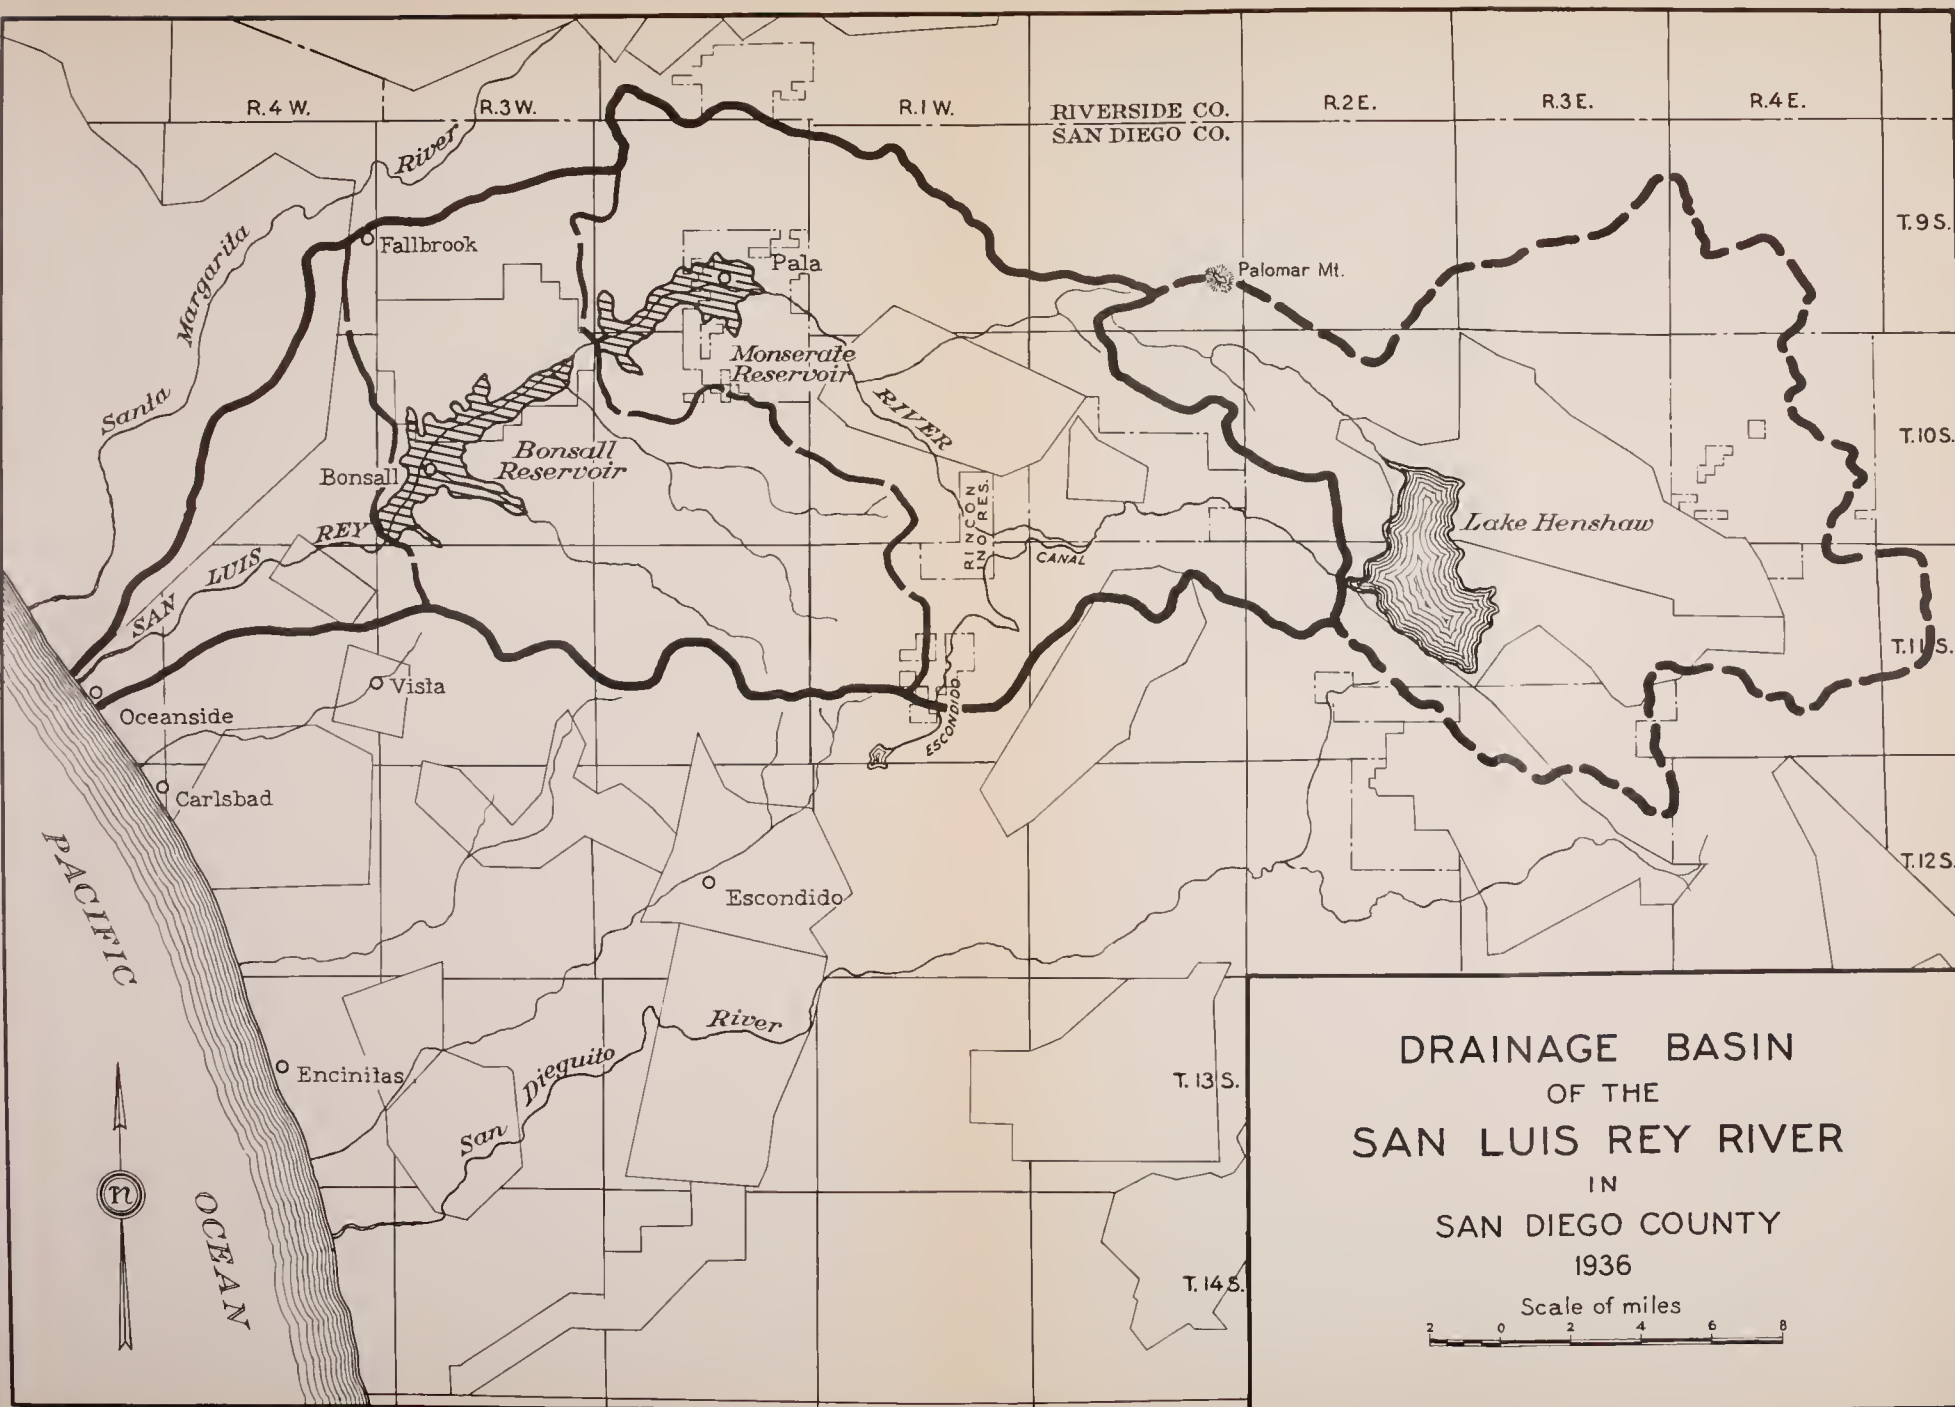 R.4 W.
R.3 W.
R.1 W.
RIVERSIDE CO.
SAN DIEGO CO.
R.2 E.
R.3 E.
R.4 E.
T.9 S.
T.10 S.
T.11 S.
T.12 S.
T.13 S.
T.14 S.
Santa Margarita River
Fallbrook
Pala
Palomar Mt.
Monserate
Reservoir
Bonsall
Reservoir
Bonsall
SAN LUIS REY RIVER
RINCON
IND. RES.
CANAL
Lake Henshaw
ESCONDIDO
Vista
Oceanside
Carlsbad
Escondido
Encinitas
San Dieguito River
PACIFIC OCEAN
n
DRAINAGE BASIN
OF THE
SAN LUIS REY RIVER
IN
SAN DIEGO COUNTY
1936
Scale of miles
2 0 2 4 6 8